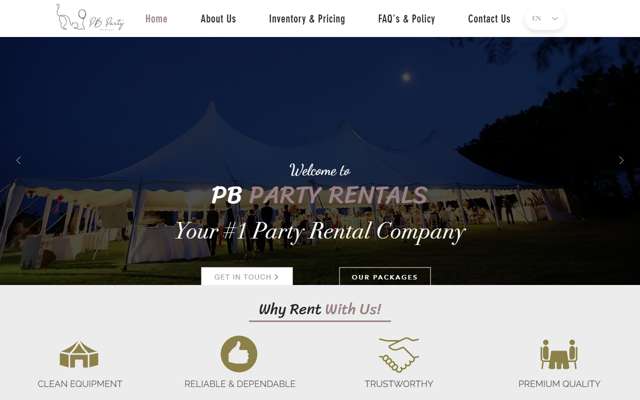 PB Party
Home
About Us
Inventory & Pricing
FAQ's & Policy
Contact Us
EN
Welcome to
PB PARTY RENTALS
Your #1 Party Rental Company
GET IN TOUCH
OUR PACKAGES
Why Rent With Us!
CLEAN EQUIPMENT
RELIABLE & DEPENDABLE
TRUSTWORTHY
PREMIUM QUALITY